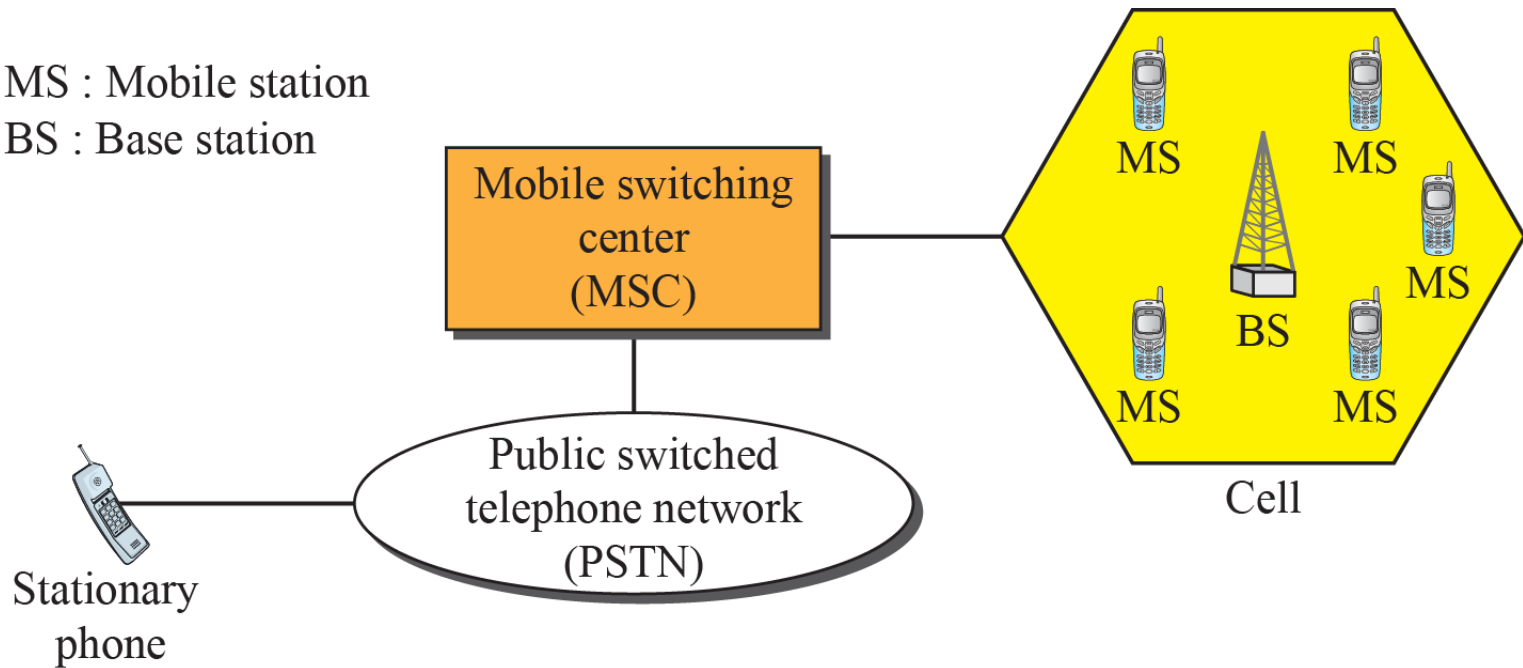 MS : Mobile station
BS : Base station
Mobile switching
center
(MSC)
MS
MS
MS
BS
MS
MS
Cell
Public switched
telephone network
(PSTN)
Stationary
phone